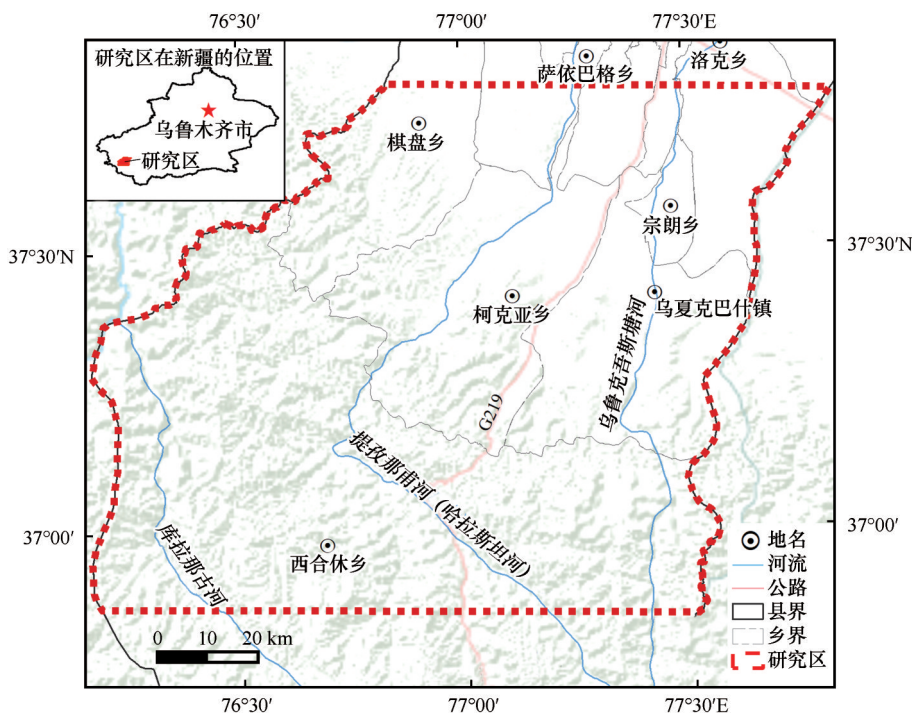 76°30′
77°00′
77°30′E
研究区在新疆的位置
乌鲁木齐市
研究区
萨依巴格乡
洛克乡
棋盘乡
宗朗乡
37°30′N
37°30′N
柯克亚乡
乌夏克巴什镇
乌鲁克吾斯塘河
G219
提孜那甫河（哈拉斯坦河）
库拉那古河
西合休乡
37°00′
37°00′
地名
河流
公路
县界
乡界
研究区
0 10 20 km
76°30′
77°00′
77°30′E